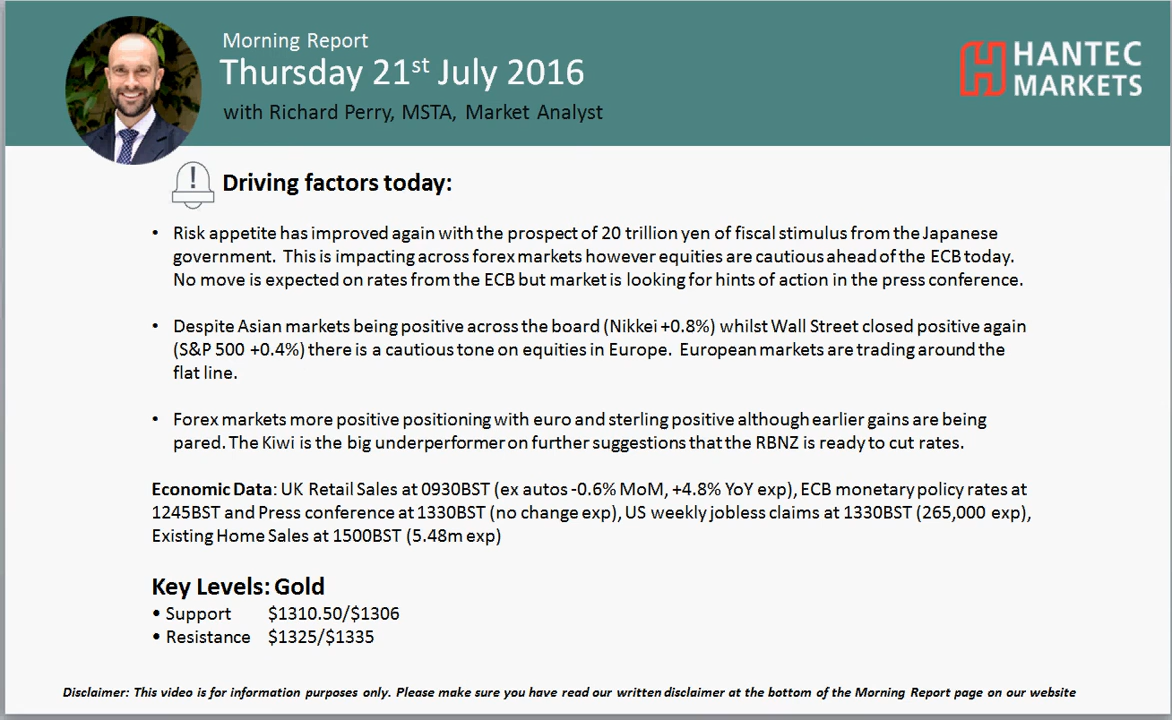 Morning Report
Thursday 21st July 2016
with Richard Perry, MSTA, Market Analyst
HANTEC
MARKETS
!
Driving factors today:
• Risk appetite has improved again with the prospect of 20 trillion yen of fiscal stimulus from the Japanese
government. This is impacting across forex markets however equities are cautious ahead of the ECB today.
No move is expected on rates from the ECB but market is looking for hints of action in the press conference.
• Despite Asian markets being positive across the board (Nikkei +0.8%) whilst Wall Street closed positive again
(S&P 500 +0.4%) there is a cautious tone on equities in Europe. European markets are trading around the
flat line.
• Forex markets more positive positioning with euro and sterling positive although earlier gains are being
pared. The Kiwi is the big underperformer on further suggestions that the RBNZ is ready to cut rates.
Economic Data: UK Retail Sales at 0930BST (ex autos -0.6% MoM, +4.8% YoY exp), ECB monetary policy rates at
1245BST and Press conference at 1330BST (no change exp), US weekly jobless claims at 1330BST (265,000 exp),
Existing Home Sales at 1500BST (5.48m exp)
Key Levels: Gold
• Support $1310.50/$1306
• Resistance $1325/$1335
Disclaimer: This video is for information purposes only. Please make sure you have read our written disclaimer at the bottom of the Morning Report page on our website